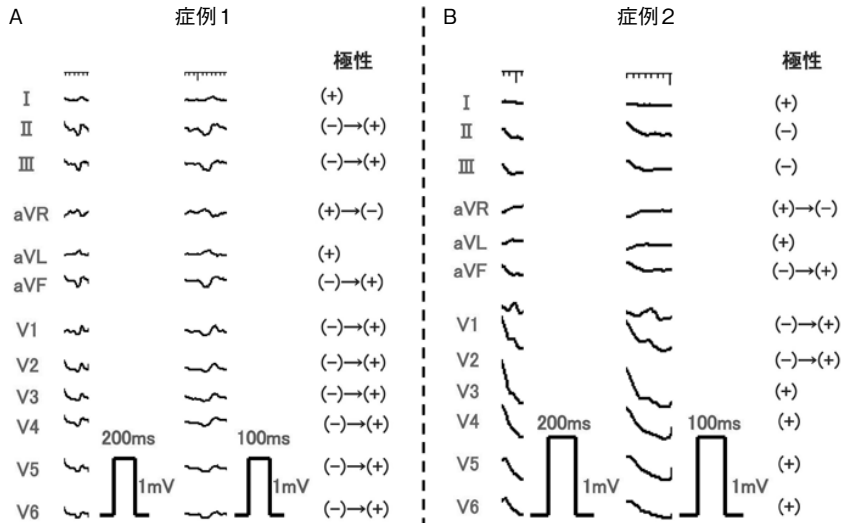 A 症例1
極性
I (+)
II (−)→(+)
III (−)→(+)
aVR (+)→(−)
aVL (+)
aVF (−)→(+)
V1 (−)→(+)
V2 (−)→(+)
V3 (−)→(+)
V4 (−)→(+)
200ms 100ms
V5 (−)→(+)
1mV 1mV
V6 (−)→(+)
B 症例2
極性
I (+)
II (−)
III (−)
aVR (+)→(−)
aVL (+)
aVF (−)→(+)
V1 (−)→(+)
V2 (−)→(+)
V3 (+)
V4 (+)
200ms 100ms
V5 (+)
1mV 1mV
V6 (+)